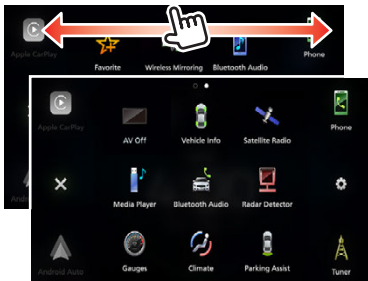 Apple CarPlay
Phone
Favorite Wireless Mirroring Bluetooth Audio
Apple CarPlay AV Off Vehicle Info Satellite Radio Phone
Media Player Bluetooth Audio Radar Detector
Android Auto Gauges Climate Parking Assist Tuner